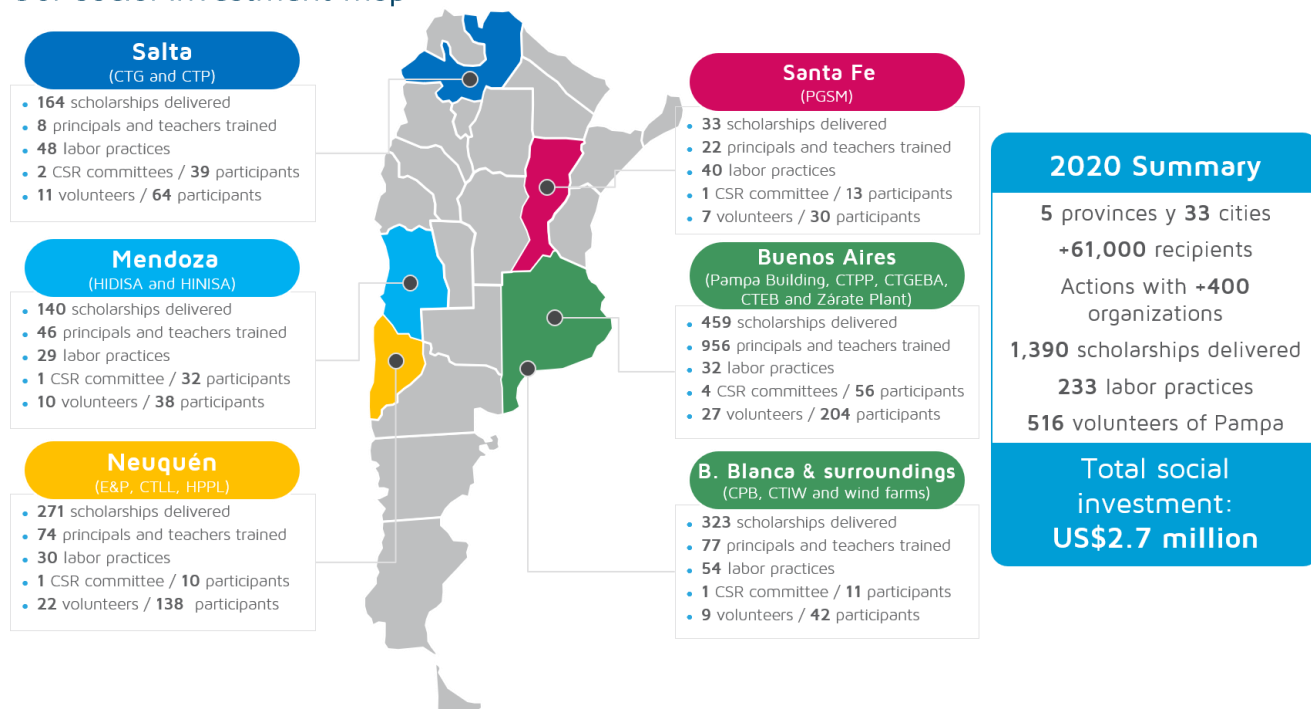 Our social investment map
Salta
(CTG and CTP)
• 164 scholarships delivered
• 8 principals and teachers trained
• 48 labor practices
• 2 CSR committees / 39 participants
• 11 volunteers / 64 participants
Mendoza
(HIDISA and HINISA)
• 140 scholarships delivered
• 46 principals and teachers trained
• 29 labor practices
• 1 CSR committee / 32 participants
• 10 volunteers / 38 participants
Neuquén
(E&P, CTLL, HPPL)
• 271 scholarships delivered
• 74 principals and teachers trained
• 30 labor practices
• 1 CSR committee / 10 participants
• 22 volunteers / 138 participants
Santa Fe
(PGSM)
• 33 scholarships delivered
• 22 principals and teachers trained
• 40 labor practices
• 1 CSR committee / 13 participants
• 7 volunteers / 30 participants
Buenos Aires
(Pampa Building, CTPP, CTGEBA,
CTEB and Zárate Plant)
• 459 scholarships delivered
• 956 principals and teachers trained
• 32 labor practices
• 4 CSR committees / 56 participants
• 27 volunteers / 204 participants
B. Blanca & surroundings
(CPB, CTIW and wind farms)
• 323 scholarships delivered
• 77 principals and teachers trained
• 54 labor practices
• 1 CSR committee / 11 participants
• 9 volunteers / 42 participants
2020 Summary
5 provinces y 33 cities
+61,000 recipients
Actions with +400
organizations
1,390 scholarships delivered
233 labor practices
516 volunteers of Pampa
Total social
investment:
US$2.7 million